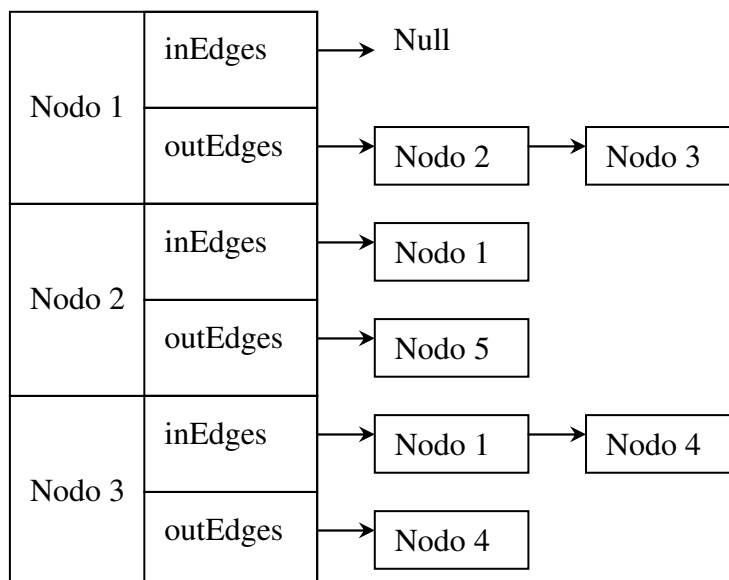 inEdges
Null
Nodo 1
outEdges
Nodo 2
Nodo 3
inEdges
Nodo 1
Nodo 2
outEdges
Nodo 5
inEdges
Nodo 1
Nodo 4
Nodo 3
outEdges
Nodo 4